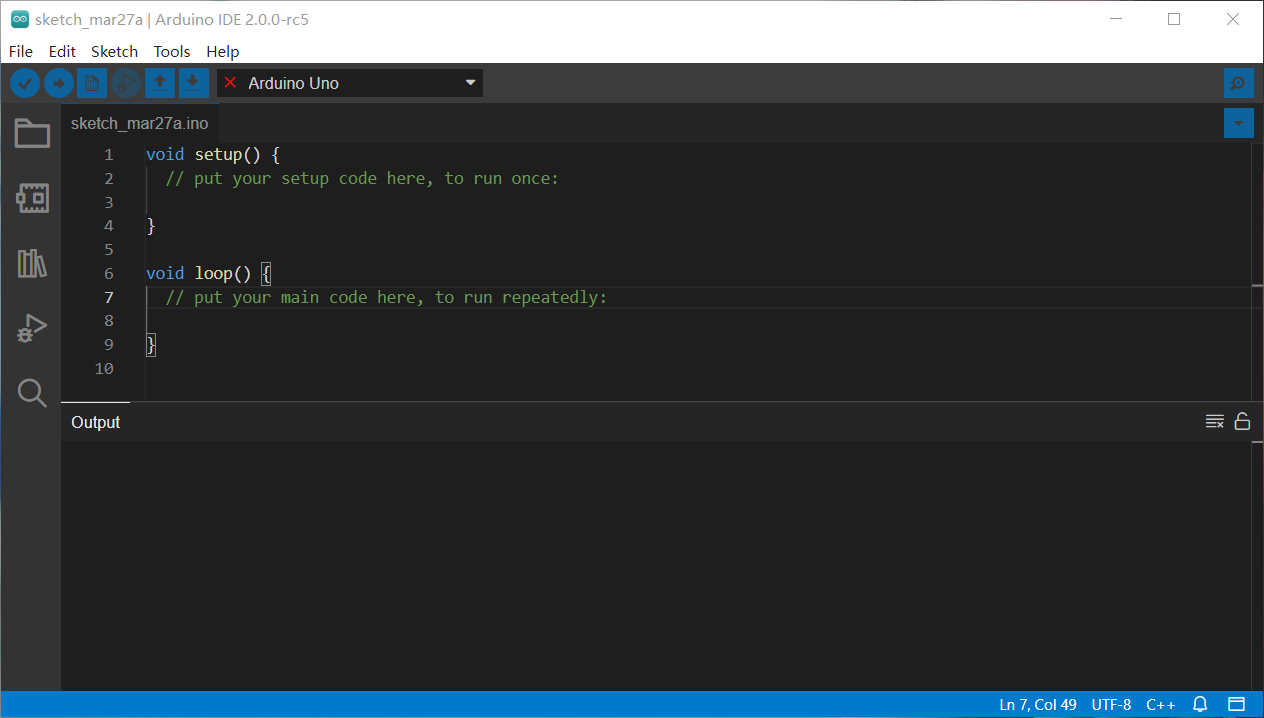 sketch_mar27a | Arduino IDE 2.0.0-rc5
File Edit Sketch Tools Help
Arduino Uno
sketch_mar27a.ino
1 void setup() {
2 // put your setup code here, to run once:
3
4 }
5
6 void loop() {
7 // put your main code here, to run repeatedly:
8
9 }
10
Output
Ln 7, Col 49 UTF-8 C++